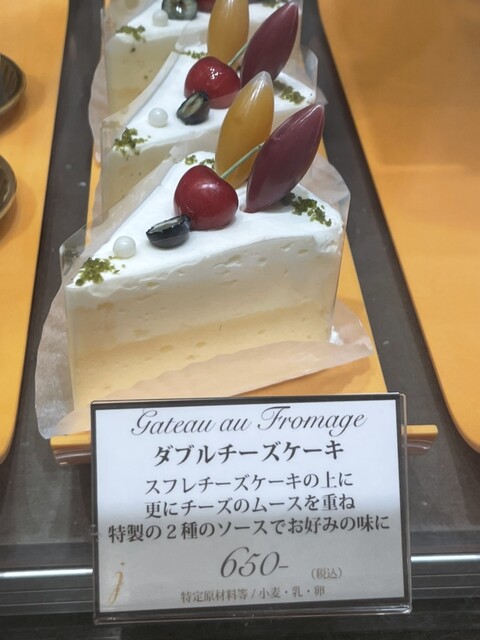 Gateau au Fromage
ダブルチーズケーキ
スフレチーズケーキの上に
更にチーズのムースを重ね
特製の２種のソースでお好みの味に
650-
（税込）
j
特定原材料等 / 小麦・乳・卵